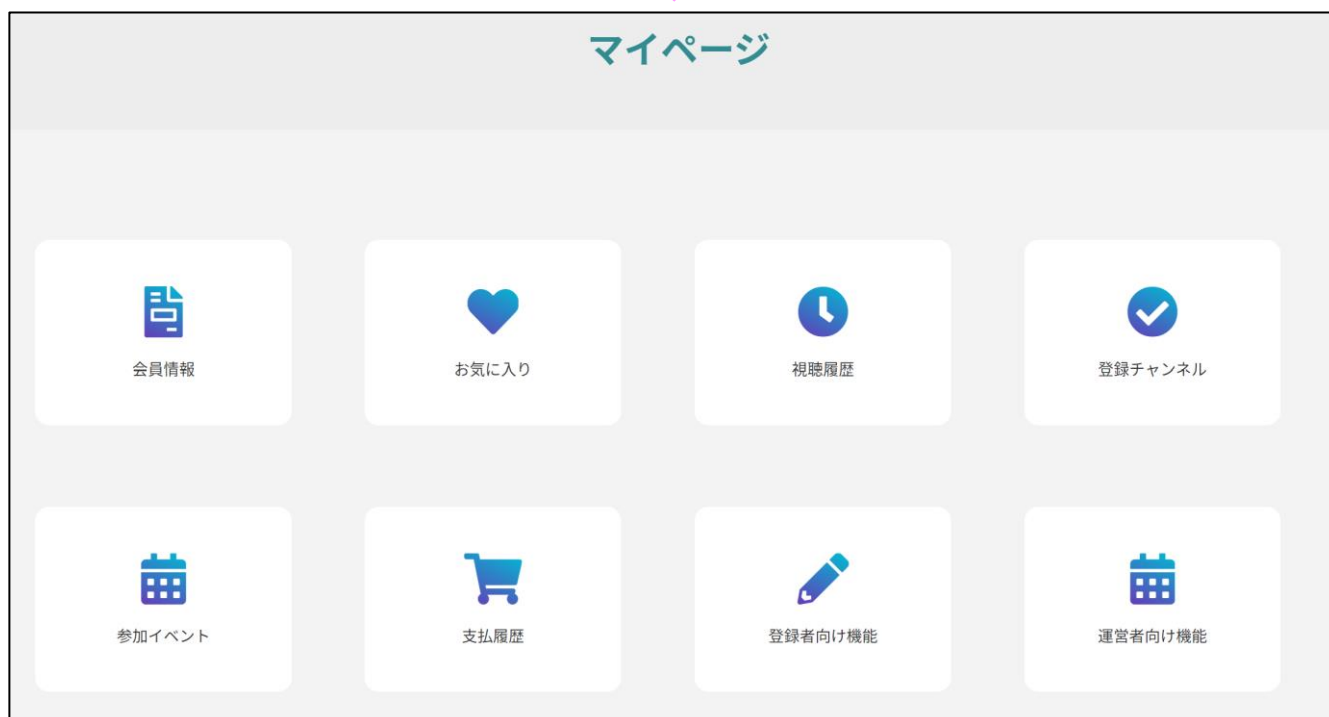 マイページ
会員情報
お気に入り
視聴履歴
登録チャンネル
参加イベント
支払履歴
登録者向け機能
運営者向け機能